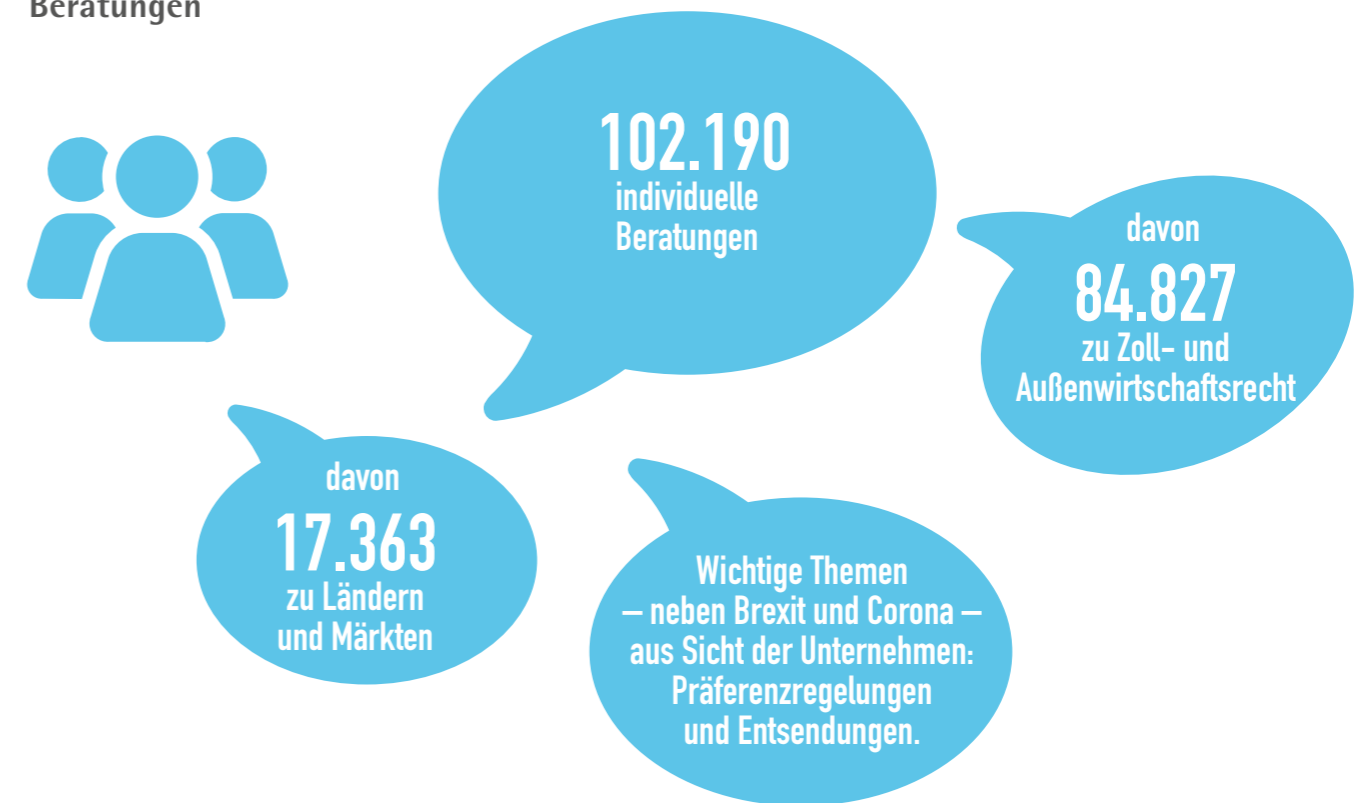 Beratungen
102.190
individuelle
Beratungen
davon
84.827
zu Zoll- und
Außenwirtschaftsrecht
davon
17.363
zu Ländern
und Märkten
Wichtige Themen
– neben Brexit und Corona –
aus Sicht der Unternehmen:
Präferenzregelungen
und Entsendungen.